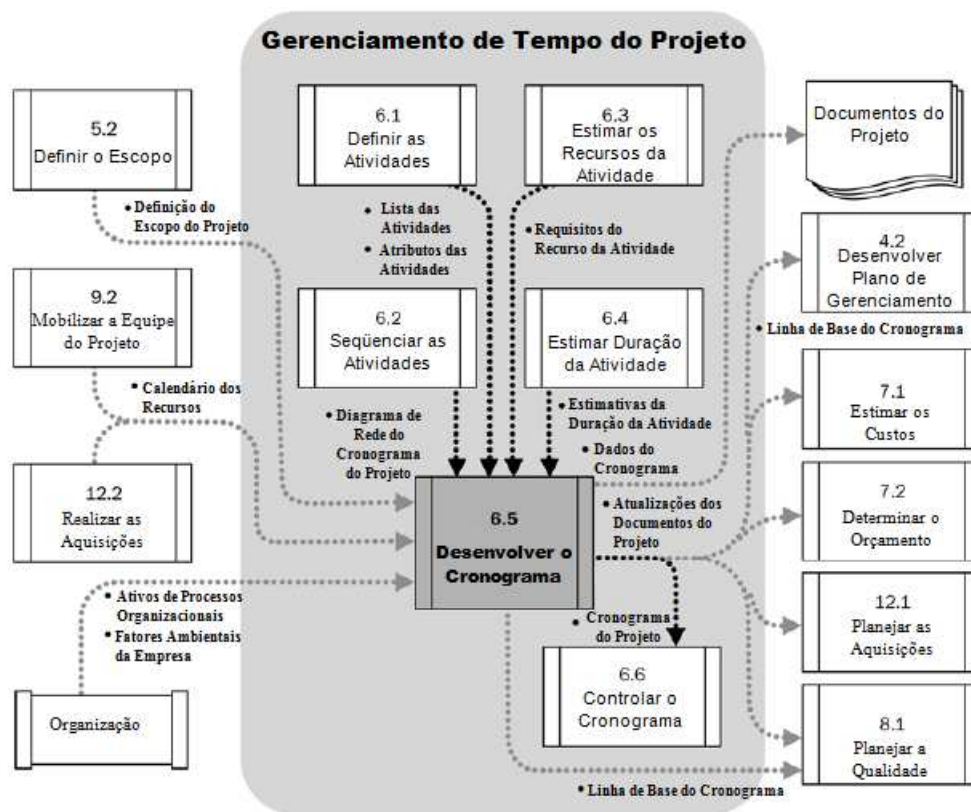 Gerenciamento de Tempo do Projeto
5.2
Definir o Escopo
• Definição do
Escopo do Projeto
9.2
Mobilizar a Equipe
do Projeto
• Calendário dos
Recursos
12.2
Realizar as
Aquisições
• Ativos de Processos
Organizacionais
• Fatores Ambientais
da Empresa
Organização
6.1
Definir as
Atividades
• Lista das
Atividades
• Atributos das
Atividades
6.3
Estimar os
Recursos da
Atividade
• Requisitos do
Recurso da Atividade
6.2
Seqüenciar as
Atividades
• Diagrama de
Rede do
Cronograma
do Projeto
6.4
Estimar Duração
da Atividade
• Estimativas da
Duração da Atividade
• Dados do
Cronograma
6.5
Desenvolver o
Cronograma
• Atualizações dos
Documentos do
Projeto
• Cronograma
do Projeto
6.6
Controlar o
Cronograma
• Linha de Base do Cronograma
Documentos do
Projeto
4.2
Desenvolver
Plano de
Gerenciamento
• Linha de Base do Cronograma
7.1
Estimar os
Custos
7.2
Determinar o
Orçamento
12.1
Planejar as
Aquisições
8.1
Planejar a
Qualidade